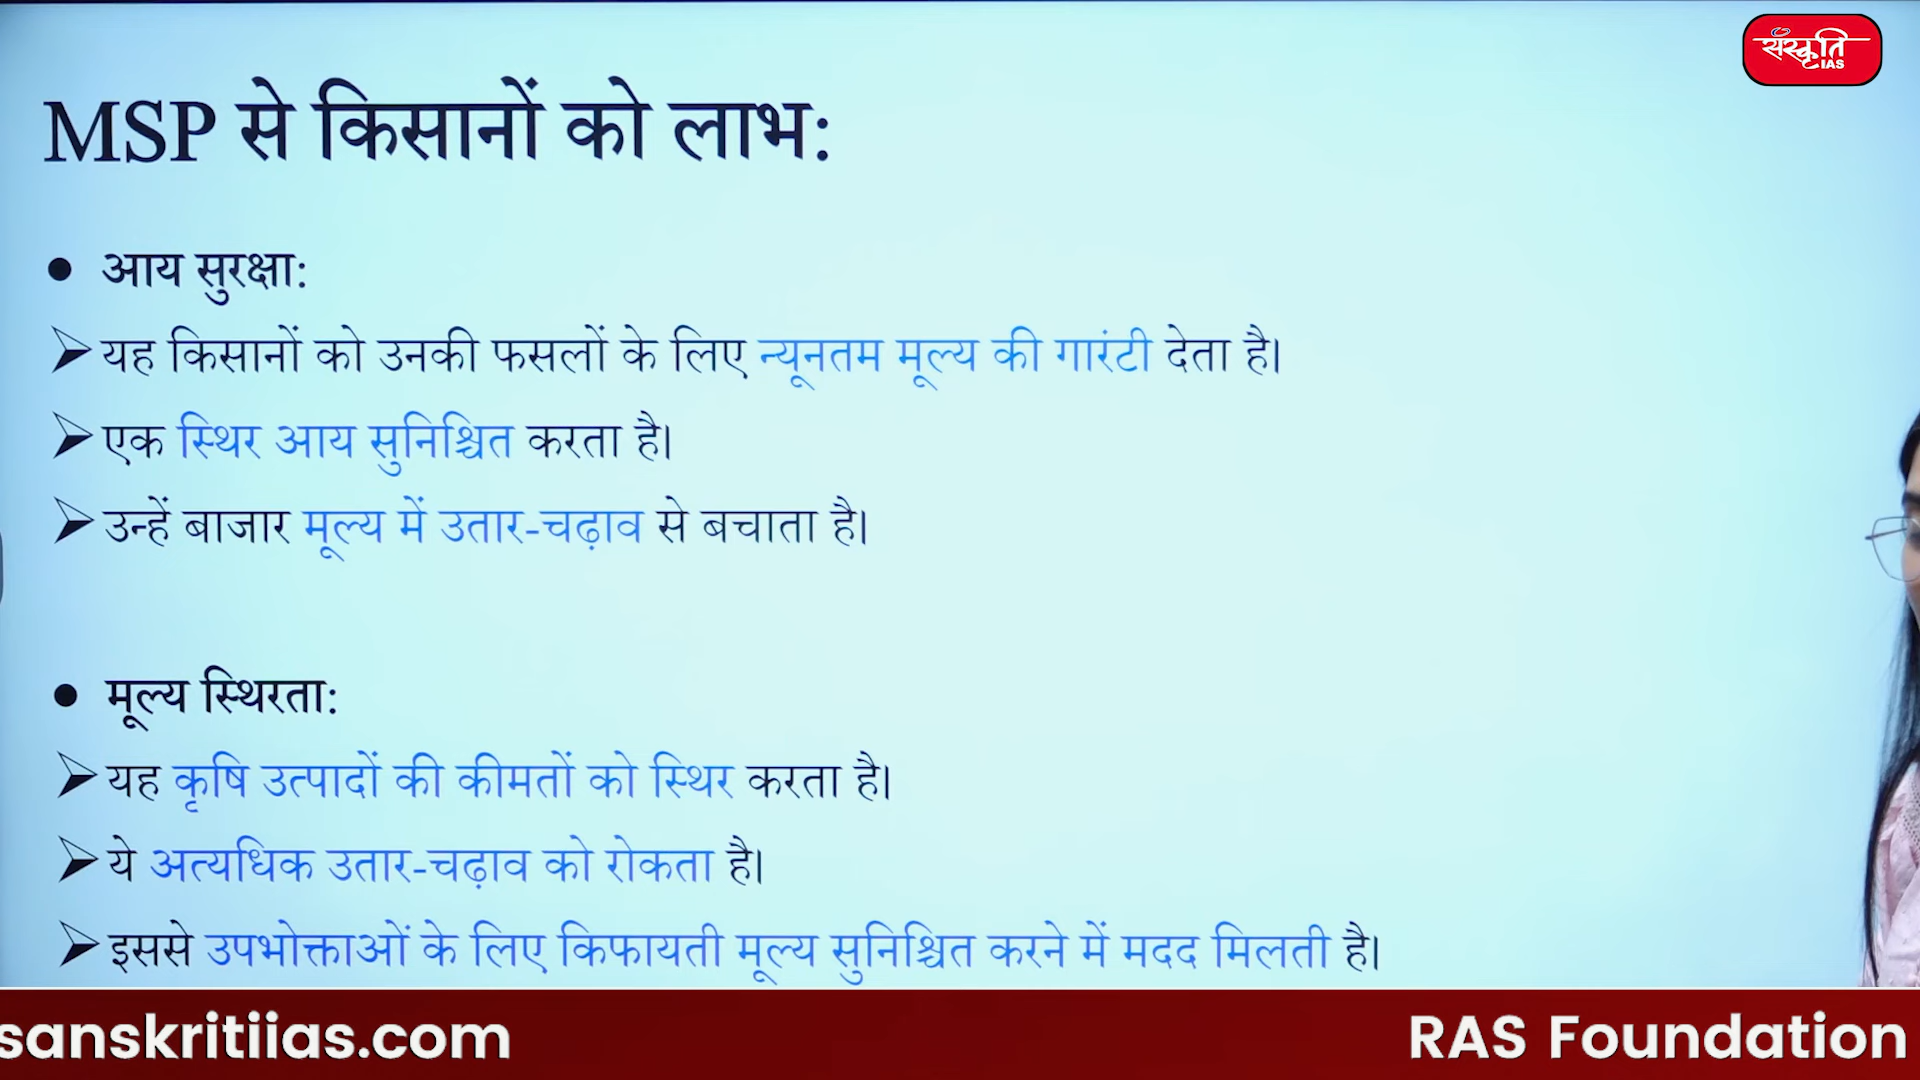 संस्कृति
IAS
MSP से किसानों को लाभ:
• आय सुरक्षा:
➢यह किसानों को उनकी फसलों के लिए न्यूनतम मूल्य की गारंटी देता है।
➢एक स्थिर आय सुनिश्चित करता है।
➢उन्हें बाजार मूल्य में उतार-चढ़ाव से बचाता है।
• मूल्य स्थिरता:
➢यह कृषि उत्पादों की कीमतों को स्थिर करता है।
➢ये अत्यधिक उतार-चढ़ाव को रोकता है।
➢इससे उपभोक्ताओं के लिए किफायती मूल्य सुनिश्चित करने में मदद मिलती है।
sanskritiias.com RAS Foundation